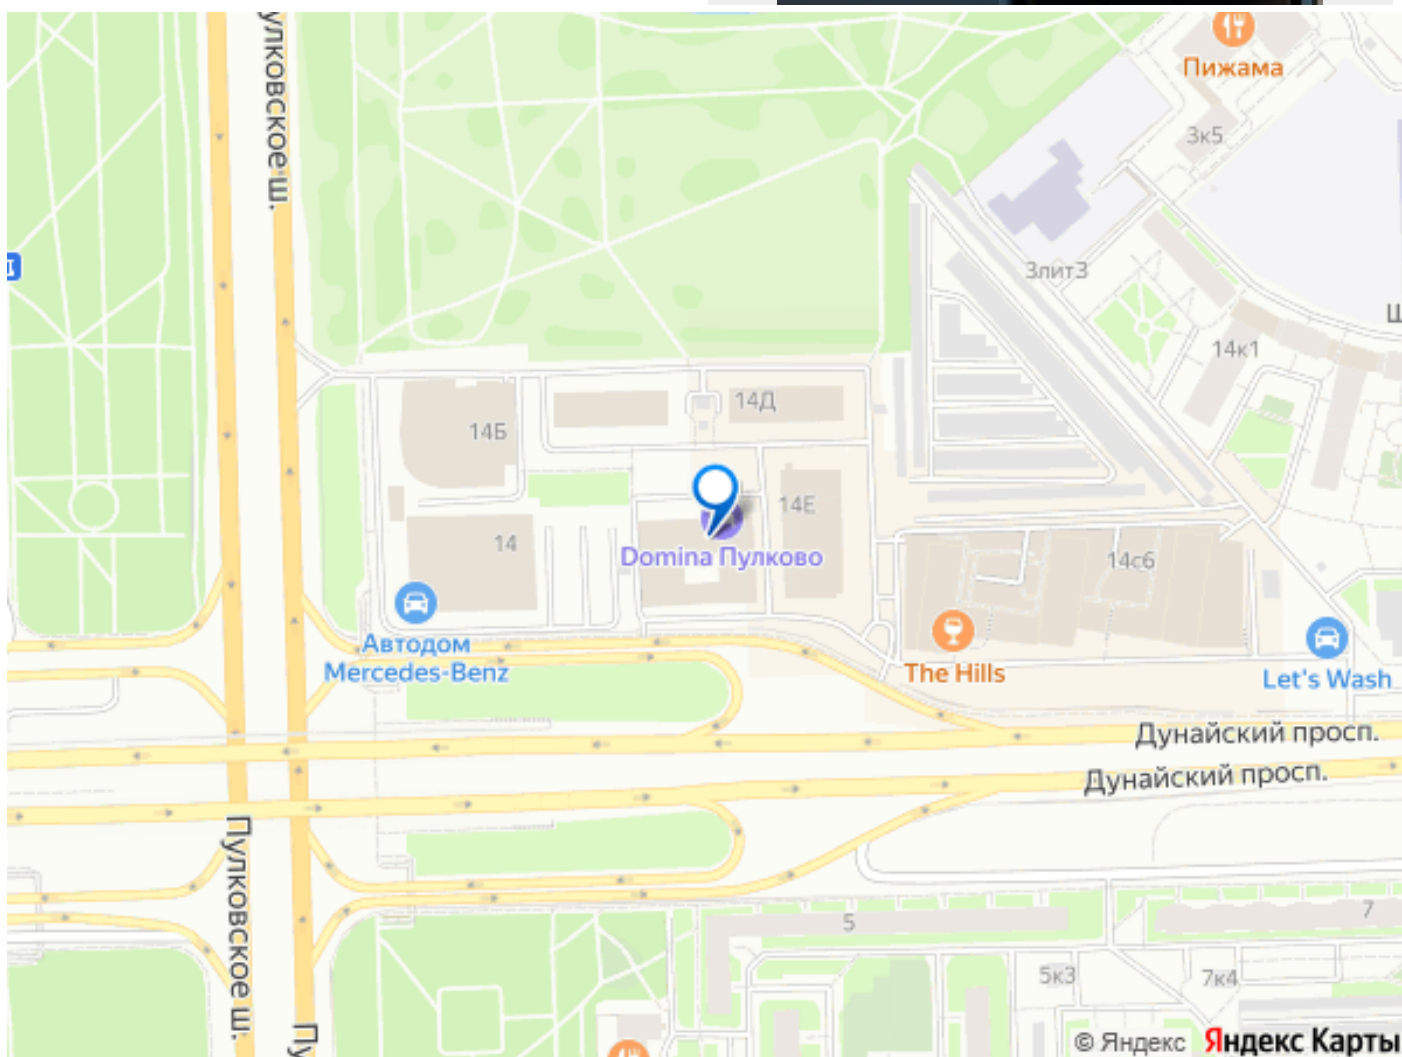 Пижама
Пулковское ш.
3к5
3лит3
14к1
14Д
14Б
14Е
14
Domina Пулково
14с6
Автодом
Mercedes-Benz
The Hills
Let's Wash
Дунайский просп.
Дунайский просп.
Пулковское ш.
5
7
5к3
7к4
© Яндекс Яндекс Карты